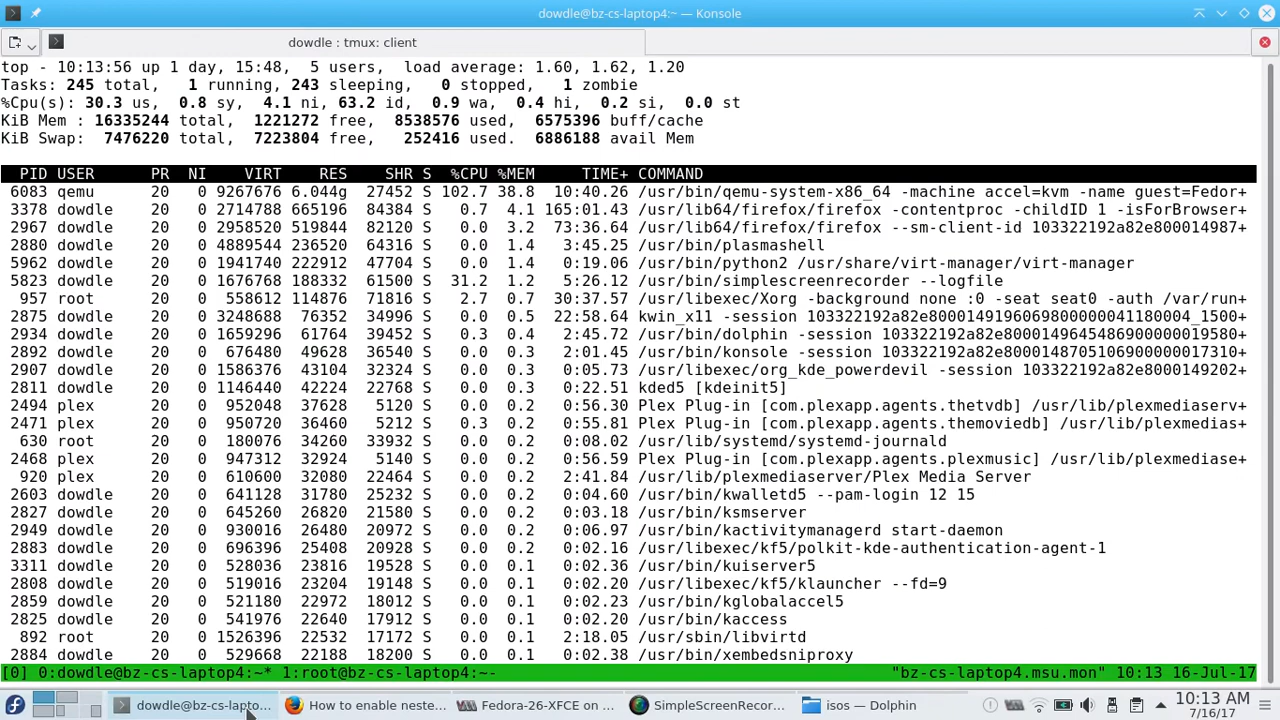 dowdle@bz-cs-laptop4:~ — Konsole
dowdle : tmux: client
top - 10:13:56 up 1 day, 15:48, 5 users, load average: 1.60, 1.62, 1.20
Tasks: 245 total, 1 running, 243 sleeping, 0 stopped, 1 zombie
%Cpu(s): 30.3 us, 0.8 sy, 4.1 ni, 63.2 id, 0.9 wa, 0.4 hi, 0.2 si, 0.0 st
KiB Mem : 16335244 total, 1221272 free, 8538576 used, 6575396 buff/cache
KiB Swap: 7476220 total, 7223804 free, 252416 used. 6886188 avail Mem
PID USER PR NI VIRT RES SHR S %CPU %MEM TIME+ COMMAND
6083 qemu 20 0 9267676 6.044g 27452 S 102.7 38.8 10:40.26 /usr/bin/qemu-system-x86_64 -machine accel=kvm -name guest=Fedor+
3378 dowdle 20 0 2714788 665196 84384 S 0.7 4.1 165:01.43 /usr/lib64/firefox/firefox -contentproc -childID 1 -isForBrowser+
2967 dowdle 20 0 2958520 519844 82120 S 0.0 3.2 73:36.64 /usr/lib64/firefox/firefox --sm-client-id 103322192a82e800014987+
2880 dowdle 20 0 4889544 236520 64316 S 0.0 1.4 3:45.25 /usr/bin/plasmashell
5962 dowdle 20 0 1941740 222912 47704 S 0.0 1.4 0:19.06 /usr/bin/python2 /usr/share/virt-manager/virt-manager
5823 dowdle 20 0 1676768 188332 61500 S 31.2 1.2 5:26.12 /usr/bin/simplescreenrecorder --logfile
957 root 20 0 558612 114876 71816 S 2.7 0.7 30:37.57 /usr/libexec/Xorg -background none :0 -seat seat0 -auth /var/run+
2875 dowdle 20 0 3248688 76352 34996 S 0.0 0.5 22:58.64 kwin_x11 -session 103322192a82e8000149196069800000041180004_1500+
2934 dowdle 20 0 1659296 61764 39452 S 0.3 0.4 2:45.72 /usr/bin/dolphin -session 103322192a82e800014964548690000019580+
2892 dowdle 20 0 676480 49628 36540 S 0.3 0.3 2:01.45 /usr/bin/konsole -session 103322192a82e800014870510690000017310+
2907 dowdle 20 0 1586376 43104 32324 S 0.0 0.3 0:05.73 /usr/libexec/org_kde_powerdevil -session 103322192a82e8000149202+
2811 dowdle 20 0 1146440 42224 22768 S 0.0 0.3 0:22.51 kded5 [kdeinit5]
2494 plex 20 0 952048 37628 5120 S 0.0 0.2 0:56.30 Plex Plug-in [com.plexapp.agents.thetvdb] /usr/lib/plexmediaserv+
2471 plex 20 0 950720 36460 5212 S 0.3 0.2 0:55.81 Plex Plug-in [com.plexapp.agents.themoviedb] /usr/lib/plexmedias+
630 root 20 0 180076 34260 33932 S 0.0 0.2 0:08.02 /usr/lib/systemd/systemd-journald
2468 plex 20 0 947312 32924 5140 S 0.0 0.2 0:56.59 Plex Plug-in [com.plexapp.agents.plexmusic] /usr/lib/plexmediase+
920 plex 20 0 610600 32080 22464 S 0.0 0.2 2:41.84 /usr/lib/plexmediaserver/Plex Media Server
2603 dowdle 20 0 641128 31780 25232 S 0.0 0.2 0:04.60 /usr/bin/kwalletd5 --pam-login 12 15
2827 dowdle 20 0 645260 26820 21580 S 0.0 0.2 0:03.18 /usr/bin/ksmserver
2949 dowdle 20 0 930016 26480 20972 S 0.0 0.2 0:06.97 /usr/bin/kactivitymanagerd start-daemon
2883 dowdle 20 0 696396 25408 20928 S 0.0 0.2 0:02.16 /usr/libexec/kf5/polkit-kde-authentication-agent-1
3311 dowdle 20 0 528036 23816 19528 S 0.0 0.1 0:02.36 /usr/bin/kuiserver5
2808 dowdle 20 0 519016 23204 19148 S 0.0 0.1 0:02.20 /usr/libexec/kf5/klauncher --fd=9
2859 dowdle 20 0 521180 22972 18012 S 0.0 0.1 0:02.23 /usr/bin/kglobalaccel5
2825 dowdle 20 0 541976 22640 17912 S 0.0 0.1 0:02.20 /usr/bin/kaccess
892 root 20 0 1526396 22532 17172 S 0.0 0.1 2:18.05 /usr/sbin/libvirtd
2884 dowdle 20 0 529668 22188 18200 S 0.0 0.1 0:02.38 /usr/bin/xembedsniproxy
[0] 0:dowdle@bz-cs-laptop4:~* 1:root@bz-cs-laptop4:~- "bz-cs-laptop4.msu.mon" 10:13 16-Jul-17
dowdle@bz-cs-lapto... How to enable neste... Fedora-26-XFCE on ... SimpleScreenRecor... isos — Dolphin 10:13 AM
7/16/17